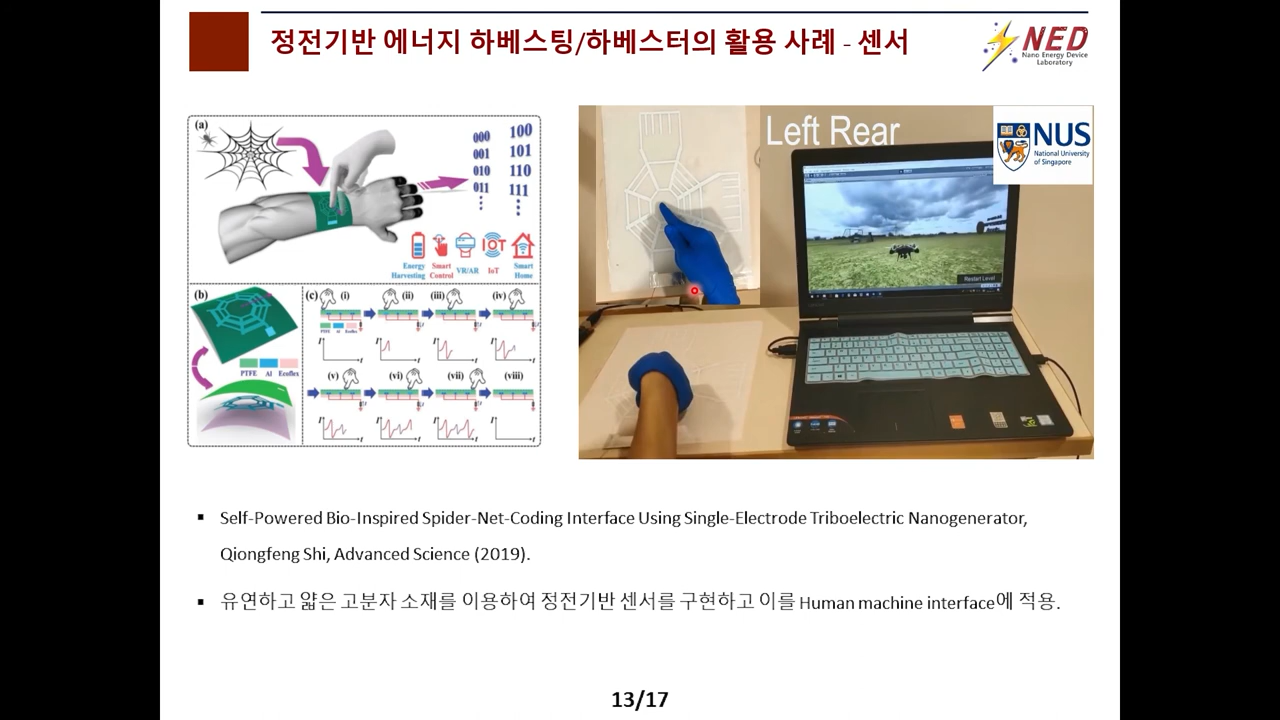 정전기반 에너지 하베스팅/하베스터의 활용 사례 - 센서
NED
Nano Energy Device
Laboratory
(a)
000 100
001 101
010 110
011 111
Energy Harvesting
Smart Control
VR/AR
IoT
IoT
Smart Home
(b)
PTFE Al Ecoflex
(c)
(i) (ii) (iii) (iv)
PTFE Al Ecoflex
(v) (vi) (vii) (viii)
Left Rear
NUS
National University
of Singapore
Restart Level
▪ Self-Powered Bio-Inspired Spider-Net-Coding Interface Using Single-Electrode Triboelectric Nanogenerator,
Qiongfeng Shi, Advanced Science (2019).
▪ 유연하고 얇은 고분자 소재를 이용하여 정전기반 센서를 구현하고 이를 Human machine interface에 적용.
13/17